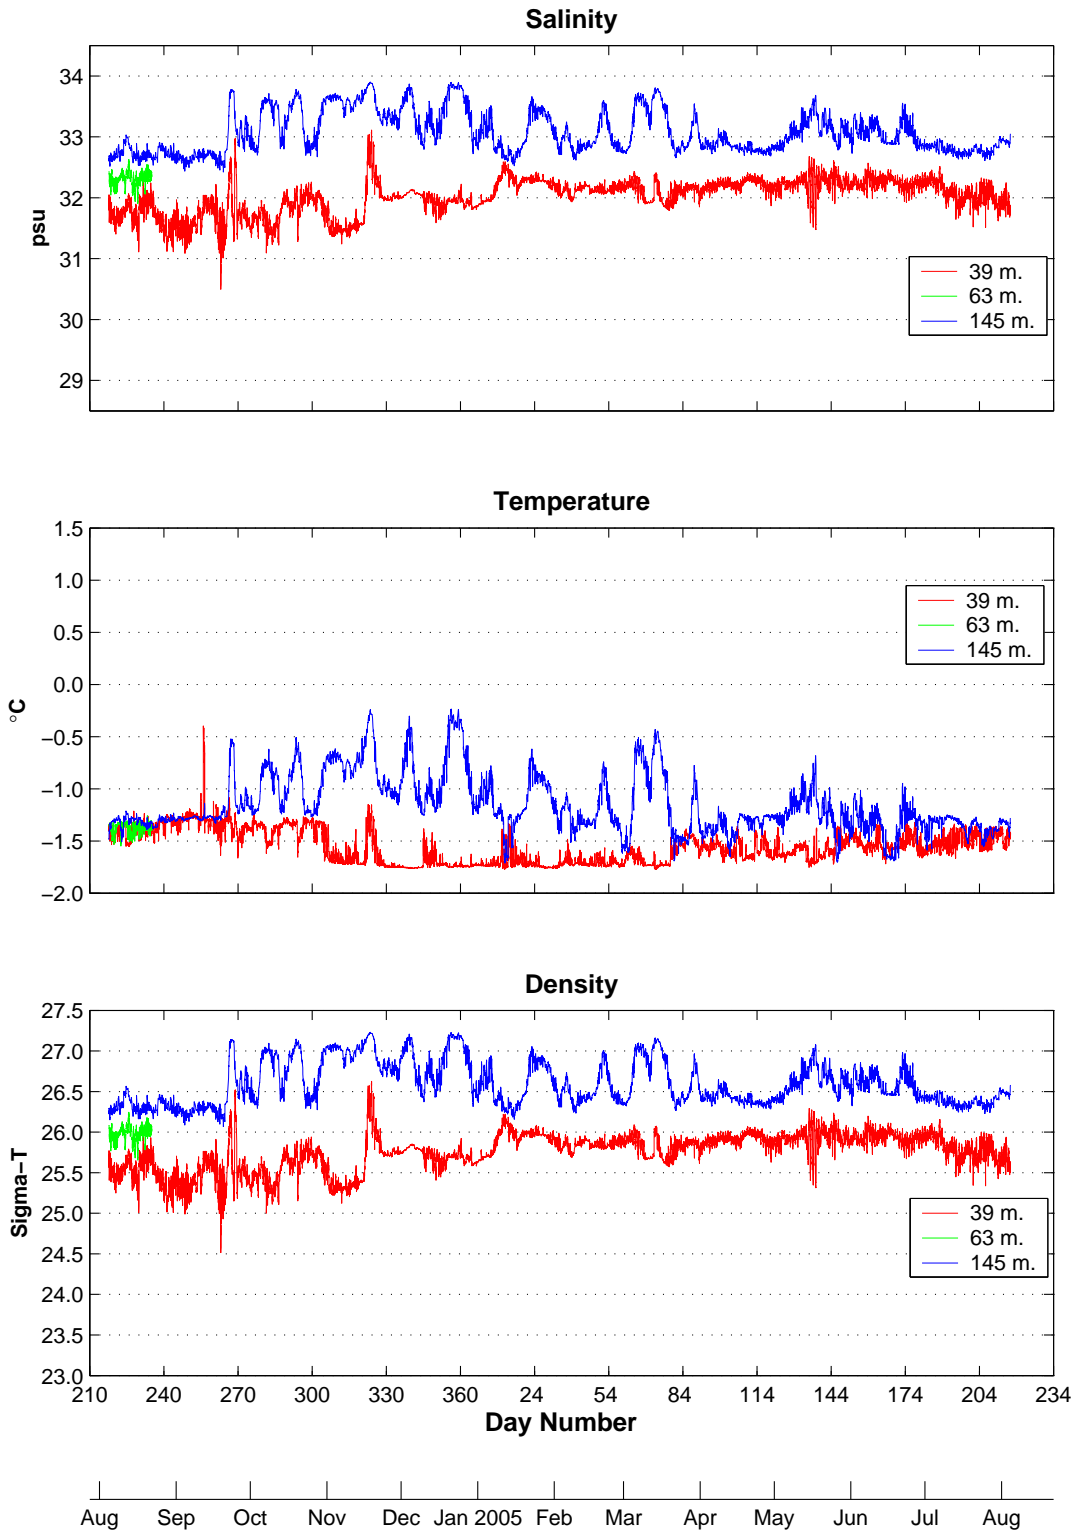 Salinity
34
33
32
31
30
29
psu
39 m.
63 m.
145 m.
Temperature
1.5
1.0
0.5
0.0
−0.5
−1.0
−1.5
−2.0
°C
39 m.
63 m.
145 m.
Density
27.5
27.0
26.5
26.0
25.5
25.0
24.5
24.0
23.5
23.0
Sigma−T
39 m.
63 m.
145 m.
210 240 270 300 330 360 24 54 84 114 144 174 204 234
Day Number
Aug Sep Oct Nov Dec Jan 2005 Feb Mar Apr May Jun Jul Aug